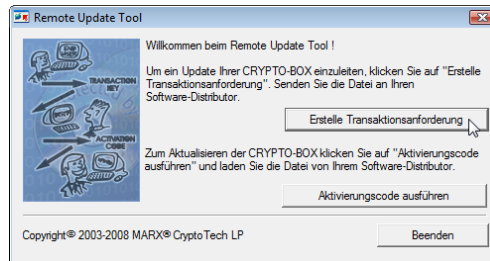 Remote Update Tool
Willkommen beim Remote Update Tool !
Um ein Update Ihrer CRYPTO-BOX einzuleiten, klicken Sie auf "Erstelle
Transaktionsanforderung". Senden Sie die Datei an Ihren
Software-Distributor.
TRANSACTION
KEY
Erstelle Transaktionsanforderung
ACTIVATION
CODE
Zum Aktualisieren der CRYPTO-BOX klicken Sie auf "Aktivierungscode
ausführen" und laden Sie die Datei von Ihrem Software-Distributor.
Aktivierungscode ausführen
Copyright© 2003-2008 MARX® CryptoTech LP
Beenden